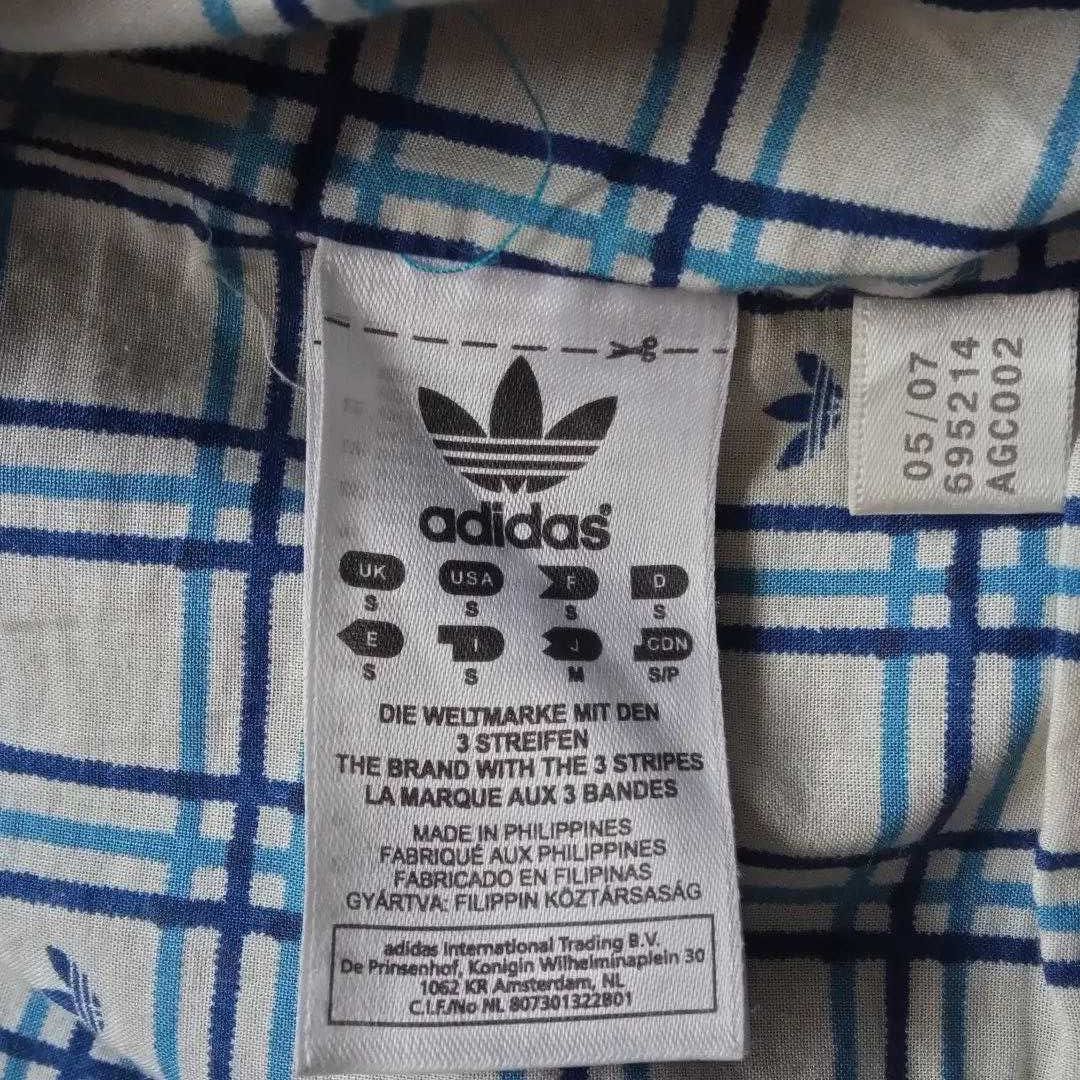 adidas
UK USA F D
S S S S
E I J CDN
S S M S/P
DIE WELTMARKE MIT DEN
3 STREIFEN
THE BRAND WITH THE 3 STRIPES
LA MARQUE AUX 3 BANDES
MADE IN PHILIPPINES
FABRIQUÉ AUX PHILIPPINES
FABRICADO EN FILIPINAS
GYÁRTVA: FILIPPIN KÖZTÁRSASÁG
adidas International Trading B.V.
De Prinsenhof, Konigin Wilhelminaplein 30
1062 KR Amsterdam, NL
C.I.F./No NL 807301322B01
05/07
695214
AGC002